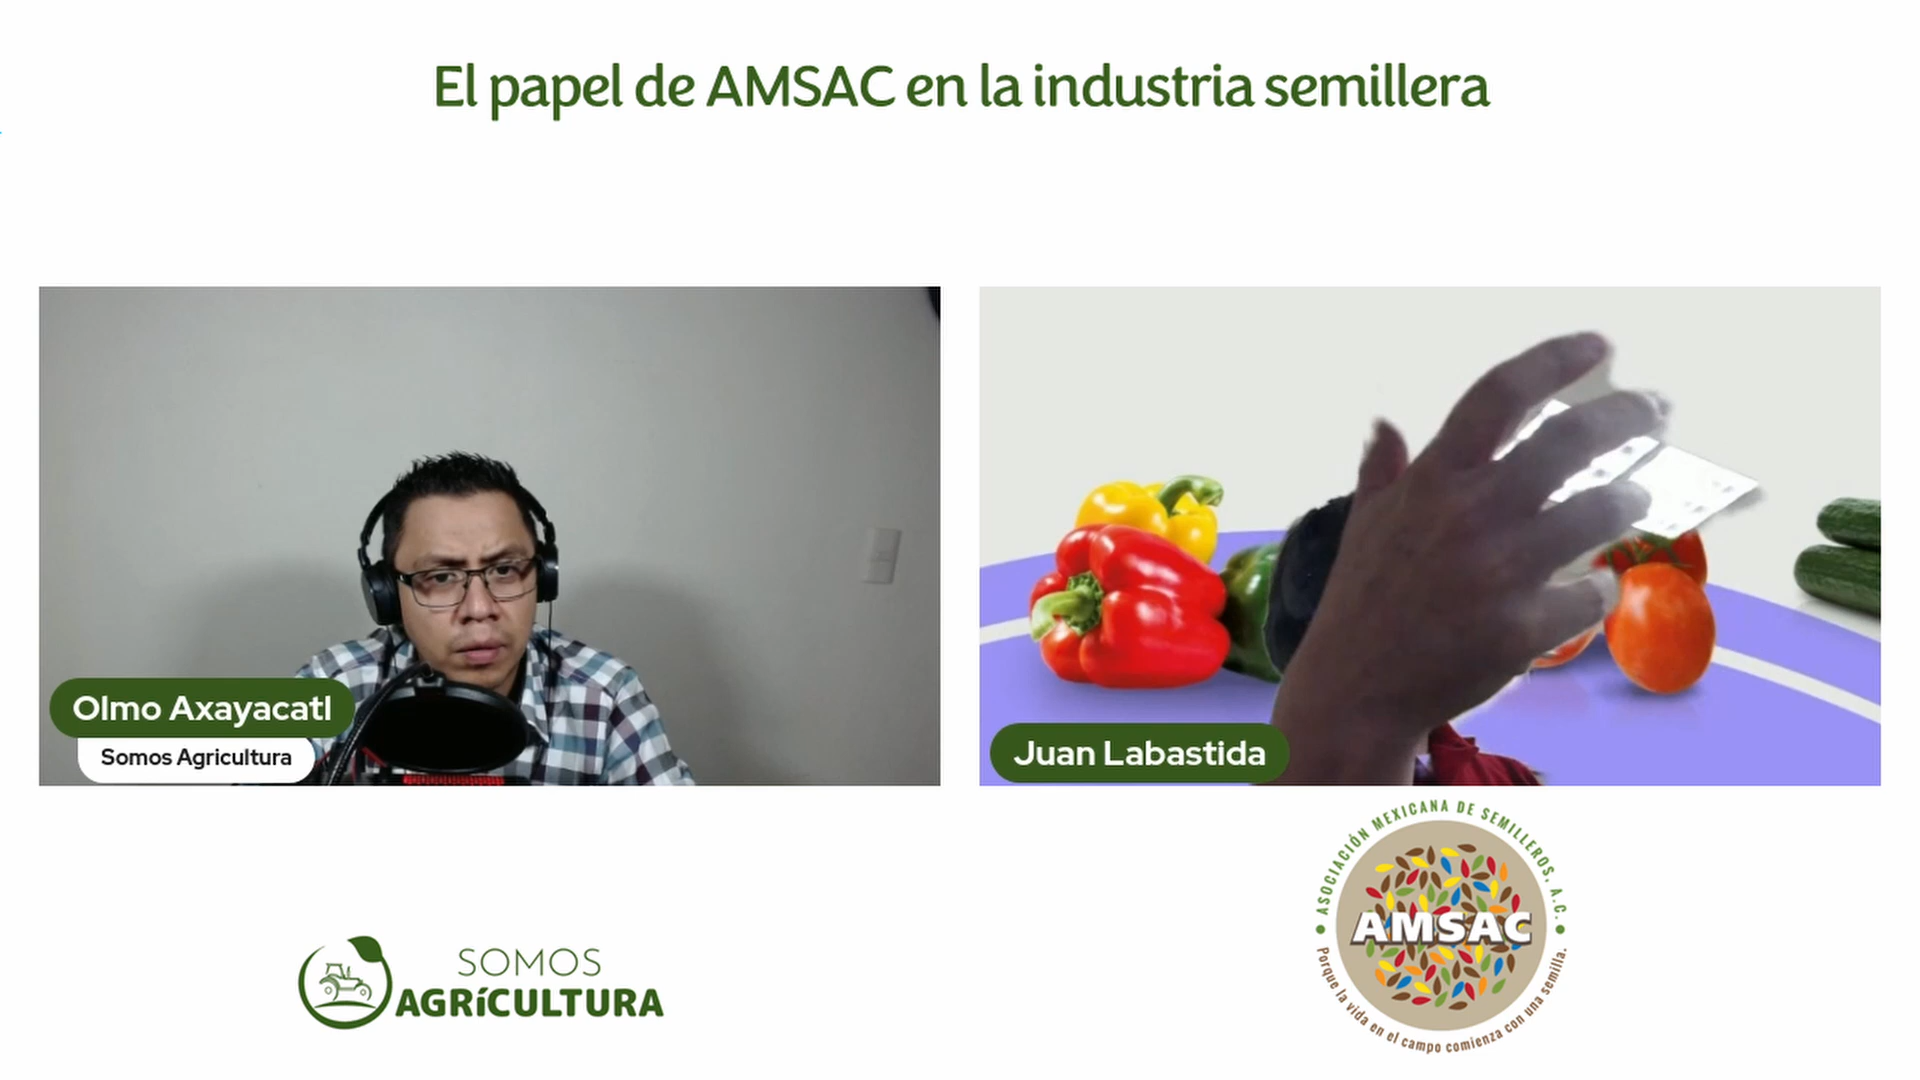 El papel de AMSAC en la industria semillera
Olmo Axayacatl
Somos Agricultura
Juan Labastida
SOMOS
AGRíCULTURA
ASOCIACIÓN MEXICANA DE SEMILLEROS, A.C.
AMSAC
Porque la vida en el campo comienza con una semilla.